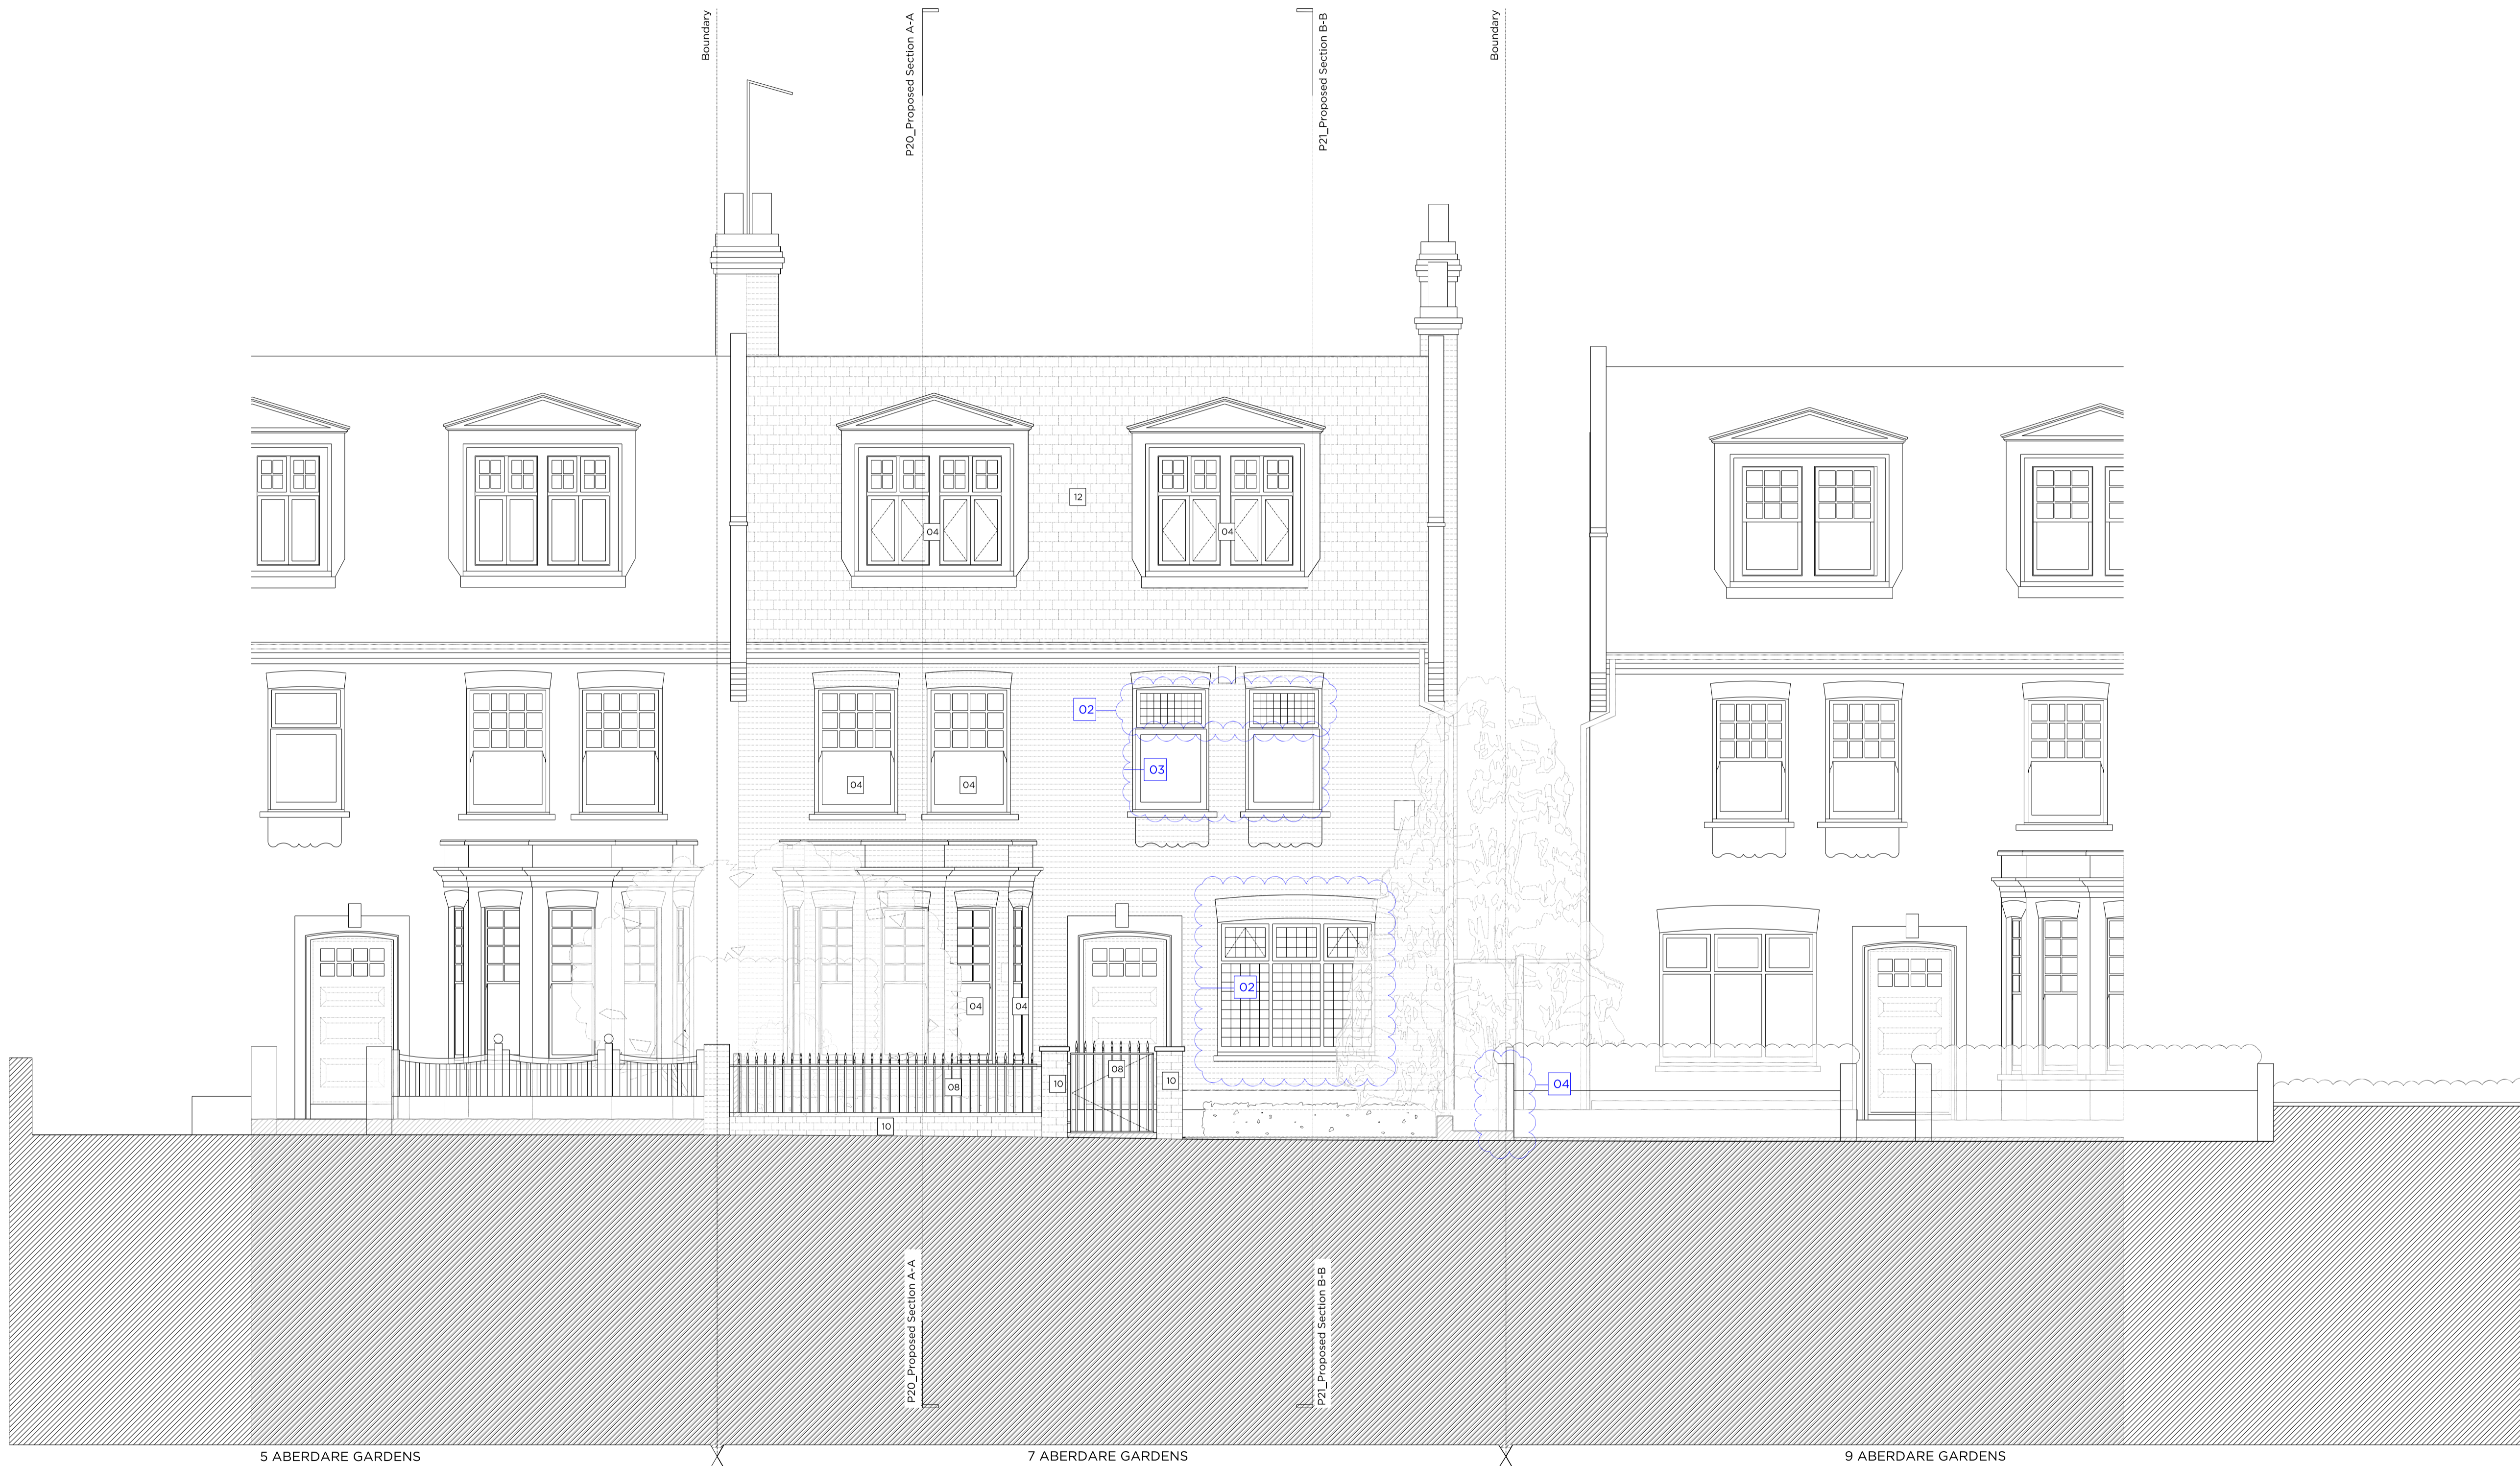 Boundary
P20_Proposed Section A-A
P21_Proposed Section B-B
Boundary
12
04
04
02
03
04
04
02
04
04
08
10
08
10
04
10
P20_Proposed Section A-A
P21_Proposed Section B-B
5 ABERDARE GARDENS
7 ABERDARE GARDENS
9 ABERDARE GARDENS